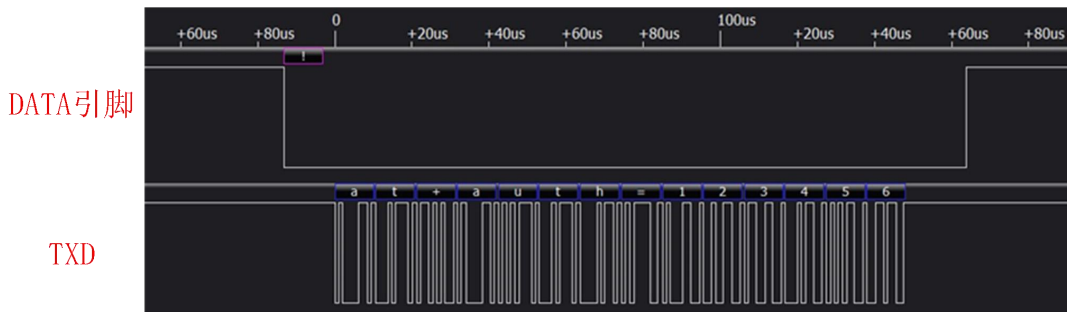 +60us +80us 0 +20us +40us +60us +80us 100us +20us +40us +60us +80us
!
DATA引脚
a t + a u t h = 1 2 3 4 5 6
TXD